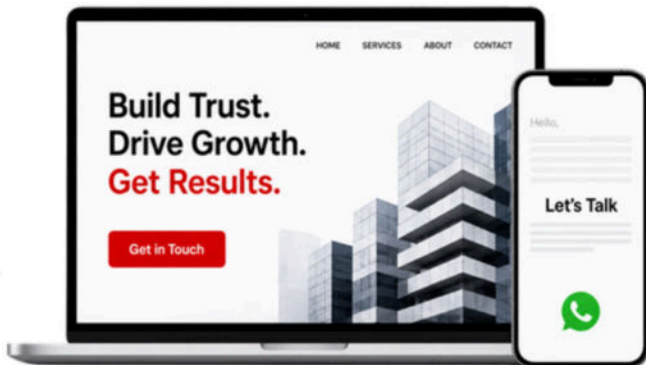 HOME SERVICES ABOUT CONTACT
Build Trust.
Drive Growth.
Get Results.
Get in Touch
Hello,
Let's Talk